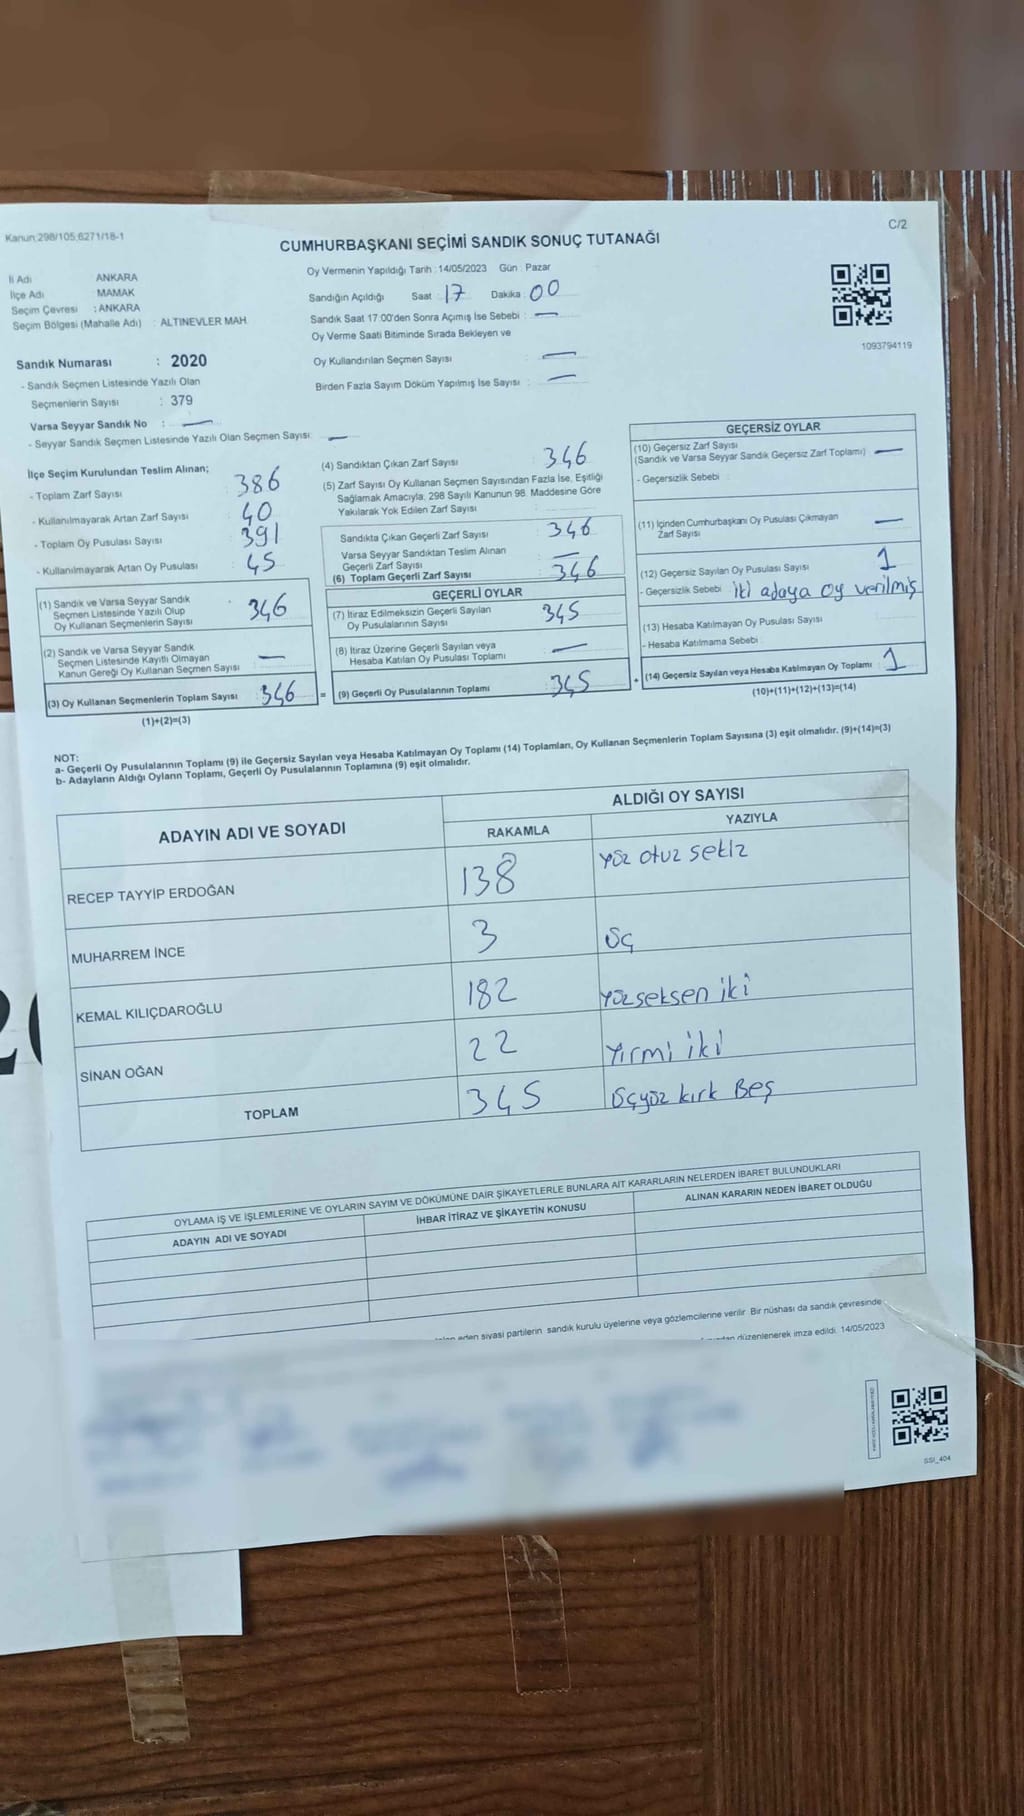 Kanun:298/105;6271/18-1
C/2
CUMHURBAŞKANI SEÇİMİ SANDIK SONUÇ TUTANAĞI
İl Adı ANKARA
İlçe Adı MAMAK
Seçim Çevresi : ANKARA
Seçim Bölgesi (Mahalle Adı) : ALTINEVLER MAH.
Oy Vermenin Yapıldığı Tarih : 14/05/2023 Gün : Pazar
Sandığın Açıldığı Saat : 17 Dakika : 00
Sandık Saat 17:00'den Sonra Açımış İse Sebebi : —
Oy Verme Saati Bitiminde Sırada Bekleyen ve
Oy Kullandırılan Seçmen Sayısı —
Birden Fazla Sayım Döküm Yapılmış İse Sayısı : —
1093794119
Sandık Numarası : 2020
- Sandık Seçmen Listesinde Yazılı Olan
Seçmenlerin Sayısı : 379
Varsa Seyyar Sandık No : —
- Seyyar Sandık Seçmen Listesinde Yazılı Olan Seçmen Sayısı: —
İlçe Seçim Kurulundan Teslim Alınan;
- Toplam Zarf Sayısı : 386
- Kullanılmayarak Artan Zarf Sayısı : 40
- Toplam Oy Pusulası Sayısı : 391
- Kullanılmayarak Artan Oy Pusulası : 45
(1) Sandık ve Varsa Seyyar Sandık
Seçmen Listesinde Yazılı Olup
Oy Kullanan Seçmenlerin Sayısı : 346
(2) Sandık ve Varsa Seyyar Sandık
Seçmen Listesinde Kayıtlı Olmayan
Kanun Gereği Oy Kullanan Seçmen Sayısı : —
(3) Oy Kullanan Seçmenlerin Toplam Sayısı : 346 =
(1)+(2)=(3)
(4) Sandıktan Çıkan Zarf Sayısı : 346
(5) Zarf Sayısı Oy Kullanan Seçmen Sayısından Fazla İse, Eşitliği
Sağlamak Amacıyla, 298 Sayılı Kanunun 98. Maddesine Göre
Yakılarak Yok Edilen Zarf Sayısı :
Sandıkta Çıkan Geçerli Zarf Sayısı : 346
Varsa Seyyar Sandıktan Teslim Alınan
Geçerli Zarf Sayısı : —
(6) Toplam Geçerli Zarf Sayısı : 346
GEÇERLİ OYLAR
(7) İtiraz Edilmeksizin Geçerli Sayılan
Oy Pusulalarının Sayısı : 345
(8) İtiraz Üzerine Geçerli Sayılan veya
Hesaba Katılan Oy Pusulası Toplamı : —
(9) Geçerli Oy Pusulalarının Toplamı : 345 +
GEÇERSİZ OYLAR
(10) Geçersiz Zarf Sayısı
(Sandık ve Varsa Seyyar Sandık Geçersiz Zarf Toplamı) —
- Geçersizlik Sebebi :
(11) İçinden Cumhurbaşkanı Oy Pusulası Çıkmayan
Zarf Sayısı : —
(12) Geçersiz Sayılan Oy Pusulası Sayısı : 1
- Geçersizlik Sebebi : iki adaya oy verilmiş
(13) Hesaba Katılmayan Oy Pusulası Sayısı :
- Hesaba Katılmama Sebebi :
(14) Geçersiz Sayılan veya Hesaba Katılmayan Oy Toplamı : 1
(10)+(11)+(12)+(13)=(14)
NOT:
a- Geçerli Oy Pusulalarının Toplamı (9) ile Geçersiz Sayılan veya Hesaba Katılmayan Oy Toplamı (14) Toplamları, Oy Kullanan Seçmenlerin Toplam Sayısına (3) eşit olmalıdır. (9)+(14)=(3)
b- Adayların Aldığı Oyların Toplamı, Geçerli Oy Pusulalarının Toplamına (9) eşit olmalıdır.
ADAYIN ADI VE SOYADI ALDIĞI OY SAYISI
RAKAMLA YAZIYLA
RECEP TAYYİP ERDOĞAN 138 yüz otuz sekiz
MUHARREM İNCE 3 üç
KEMAL KILIÇDAROĞLU 182 yüzseksen iki
SİNAN OĞAN 22 Yirmi iki
TOPLAM 345 üçyüz kırk Beş
OYLAMA İŞ VE İŞLEMLERİNE VE OYLARIN SAYIM VE DÖKÜMÜNE DAİR ŞİKAYETLERLE BUNLARA AİT KARARLARIN NELERDEN İBARET BULUNDUKLARI
ADAYIN ADI VE SOYADI İHBAR İTİRAZ VE ŞİKAYETİN KONUSU ALINAN KARARIN NEDEN İBARET OLDUĞU
eden siyasi partilerin sandık kurulu üyelerine veya gözlemcilerine verilir. Bir nüshası da sandık çevresinde
düzenlenerek imza edildi. 14/05/2023
SSI_404